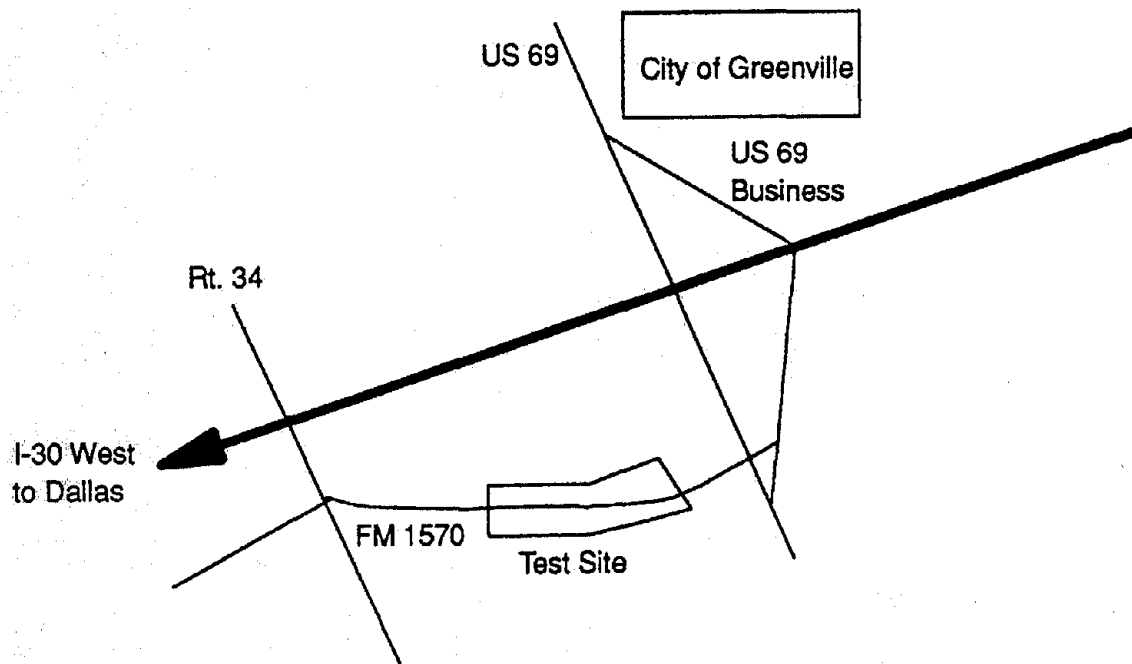 US 69
City of Greenville
US 69
Business
Rt. 34
I-30 West
to Dallas
FM 1570
Test Site